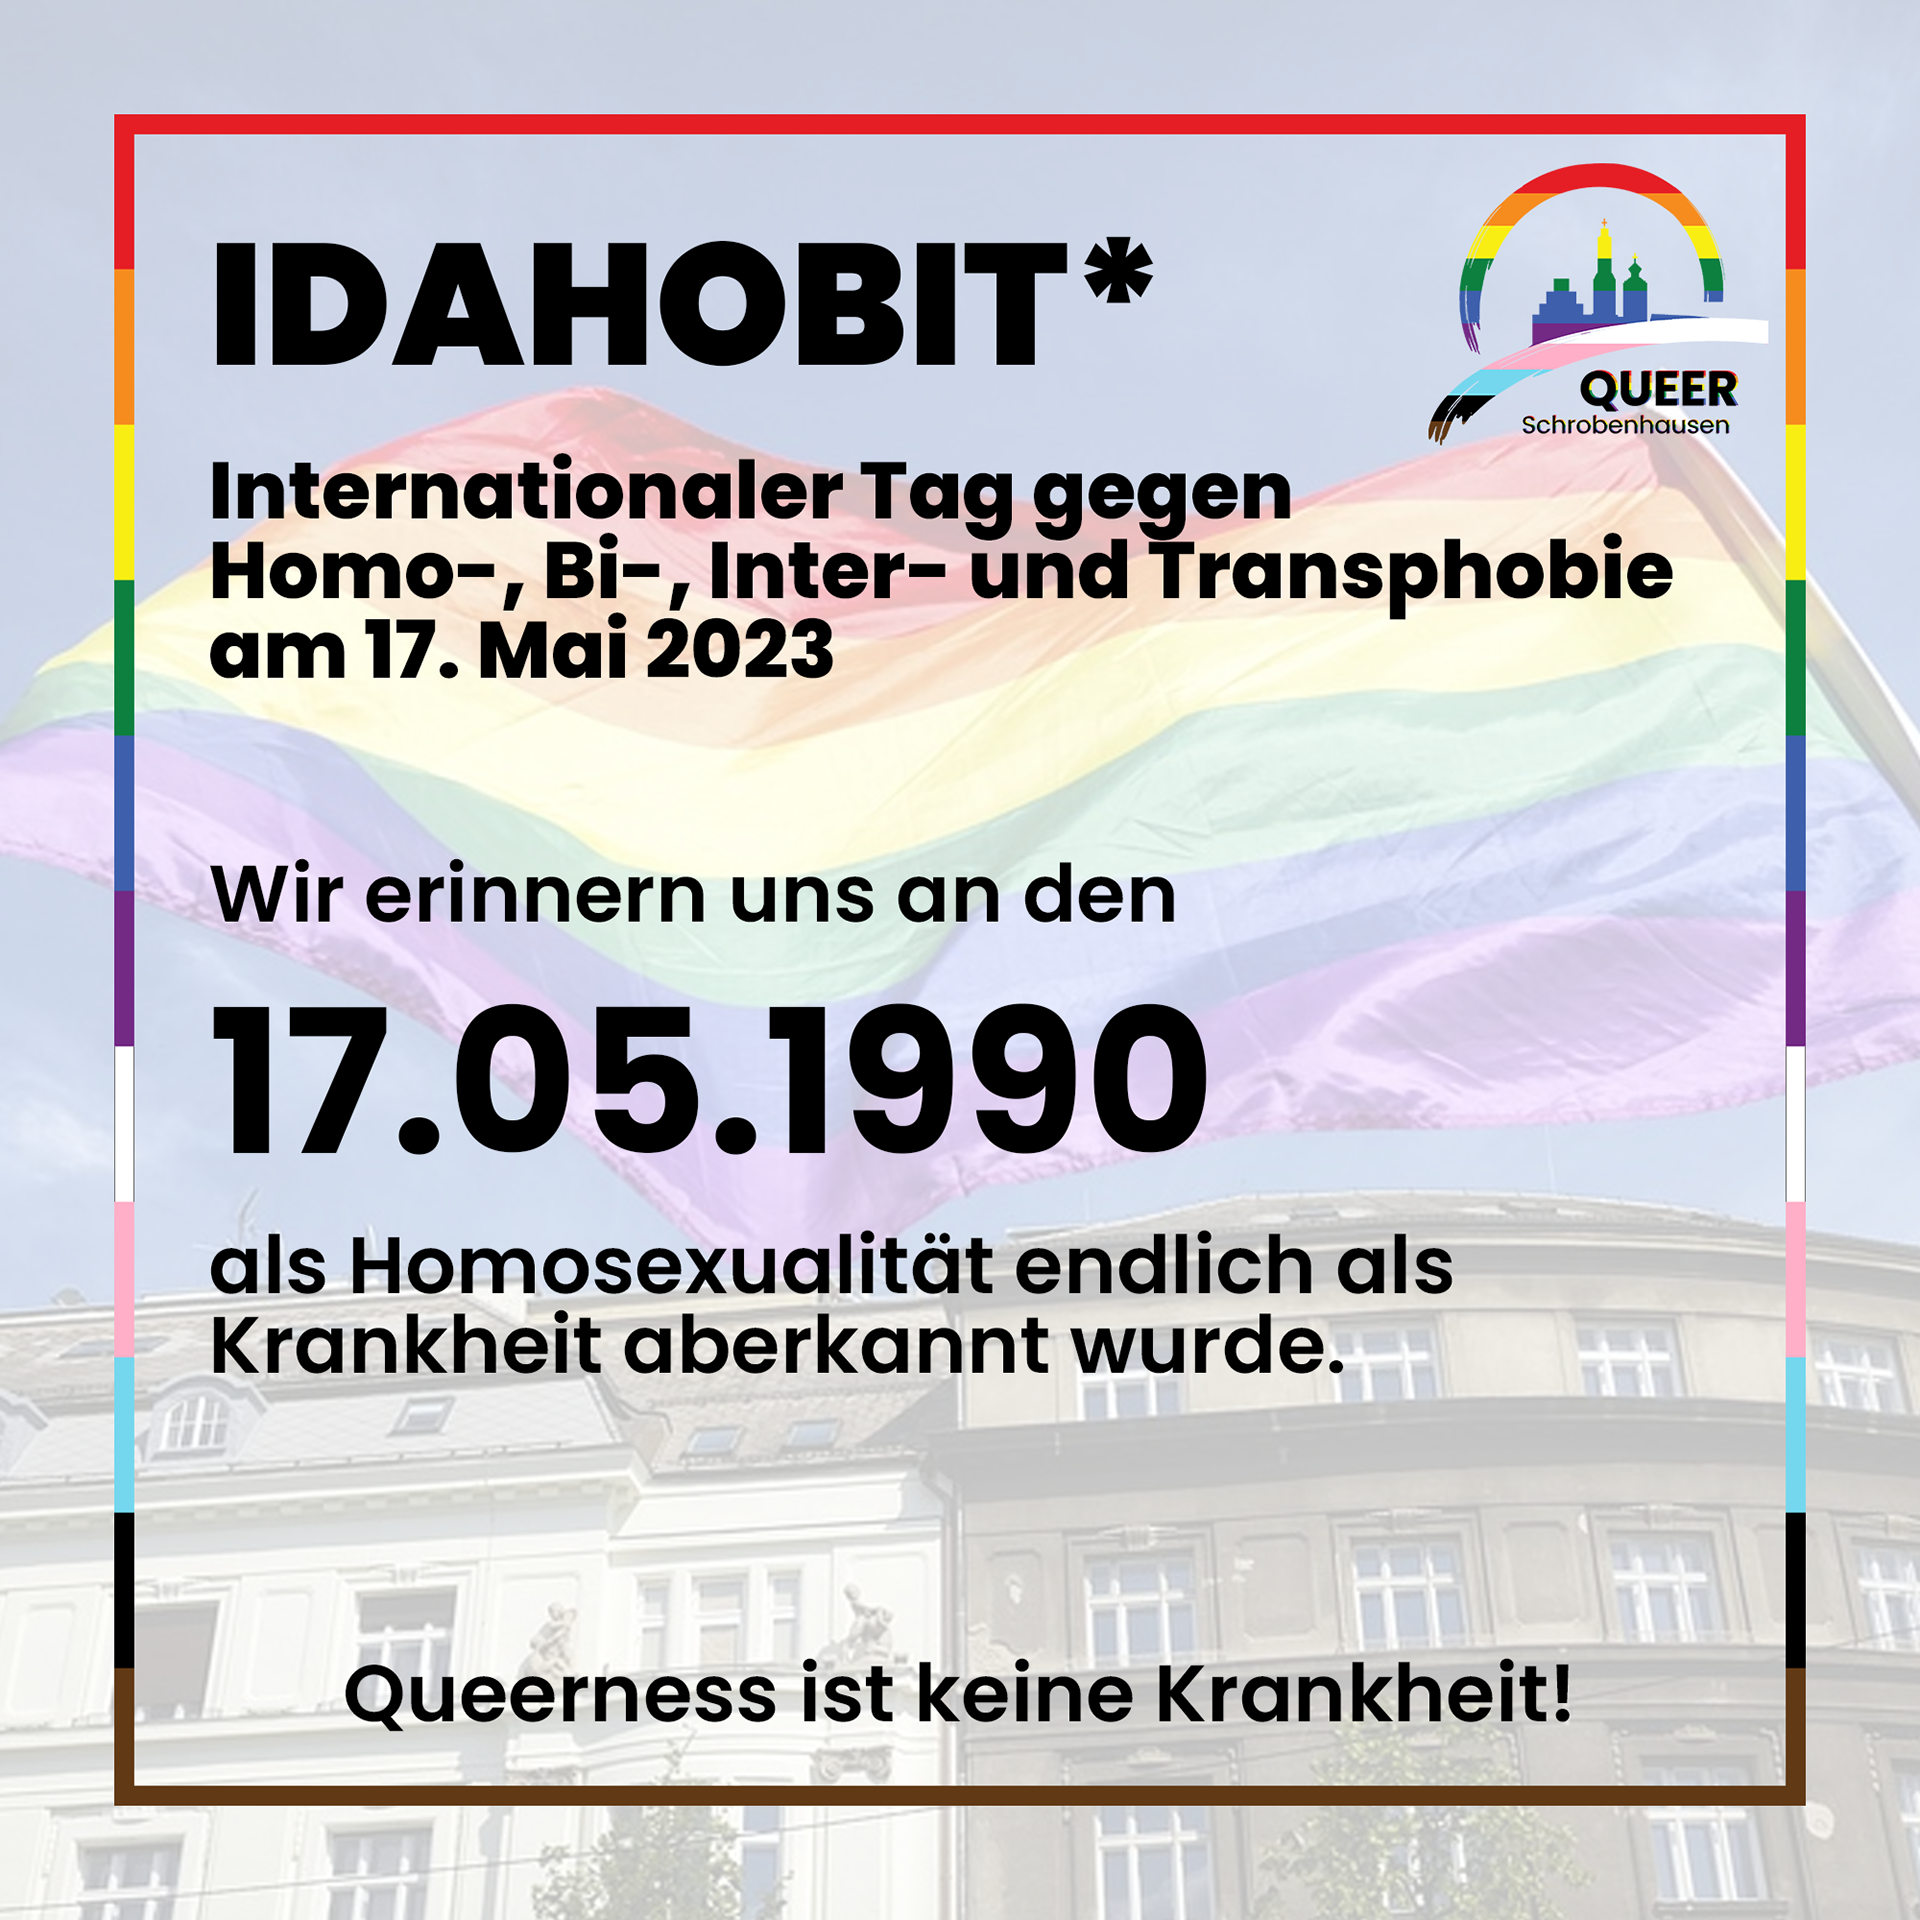 IDAHOBIT*
QUEER
Schrobenhausen
Internationaler Tag gegen
Homo-, Bi-, Inter- und Transphobie
am 17. Mai 2023
Wir erinnern uns an den
17.05.1990
als Homosexualität endlich als
Krankheit aberkannt wurde.
Queerness ist keine Krankheit!